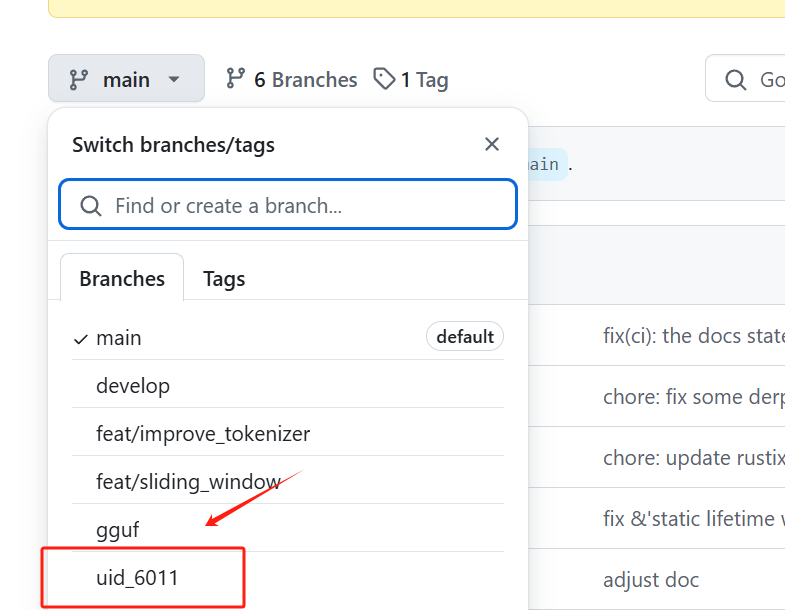 main
6 Branches
1 Tag
Go
Switch branches/tags
ain .
Find or create a branch...
Branches
Tags
main
default
fix(ci): the docs state
develop
chore: fix some derp
feat/improve_tokenizer
chore: update rustix
feat/sliding_window
fix &'static lifetime
gguf
uid_6011
adjust doc